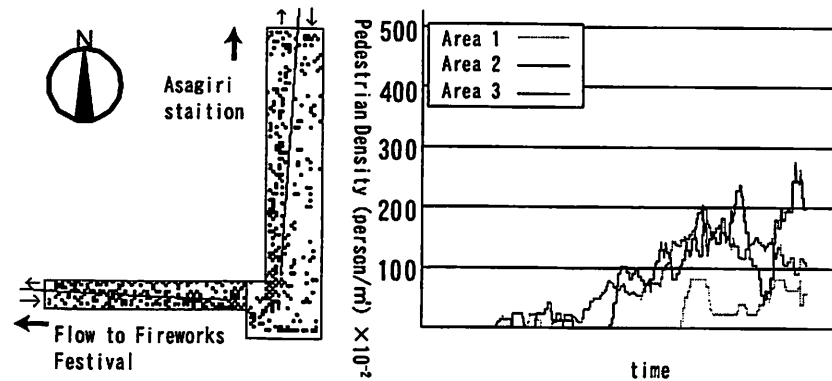 N
Asagiri
staition
Flow to Fireworks
Festival
Pedestrian Density (person/㎡) ×10⁻²
500
400
300
200
100
Area 1
Area 2
Area 3
time